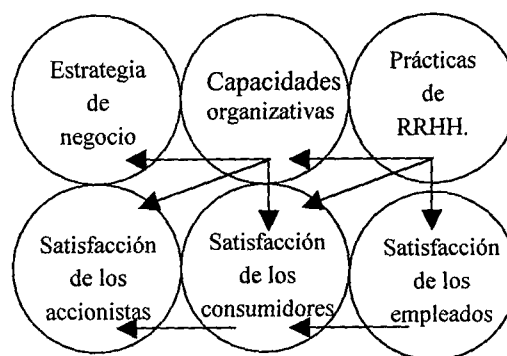 Estrategia
de
negocio
Capacidades
organizativas
Prácticas
de
RRHH.
Satisfacción
de los
accionistas
Satisfacción
de los
consumidores
Satisfacción
de los
empleados